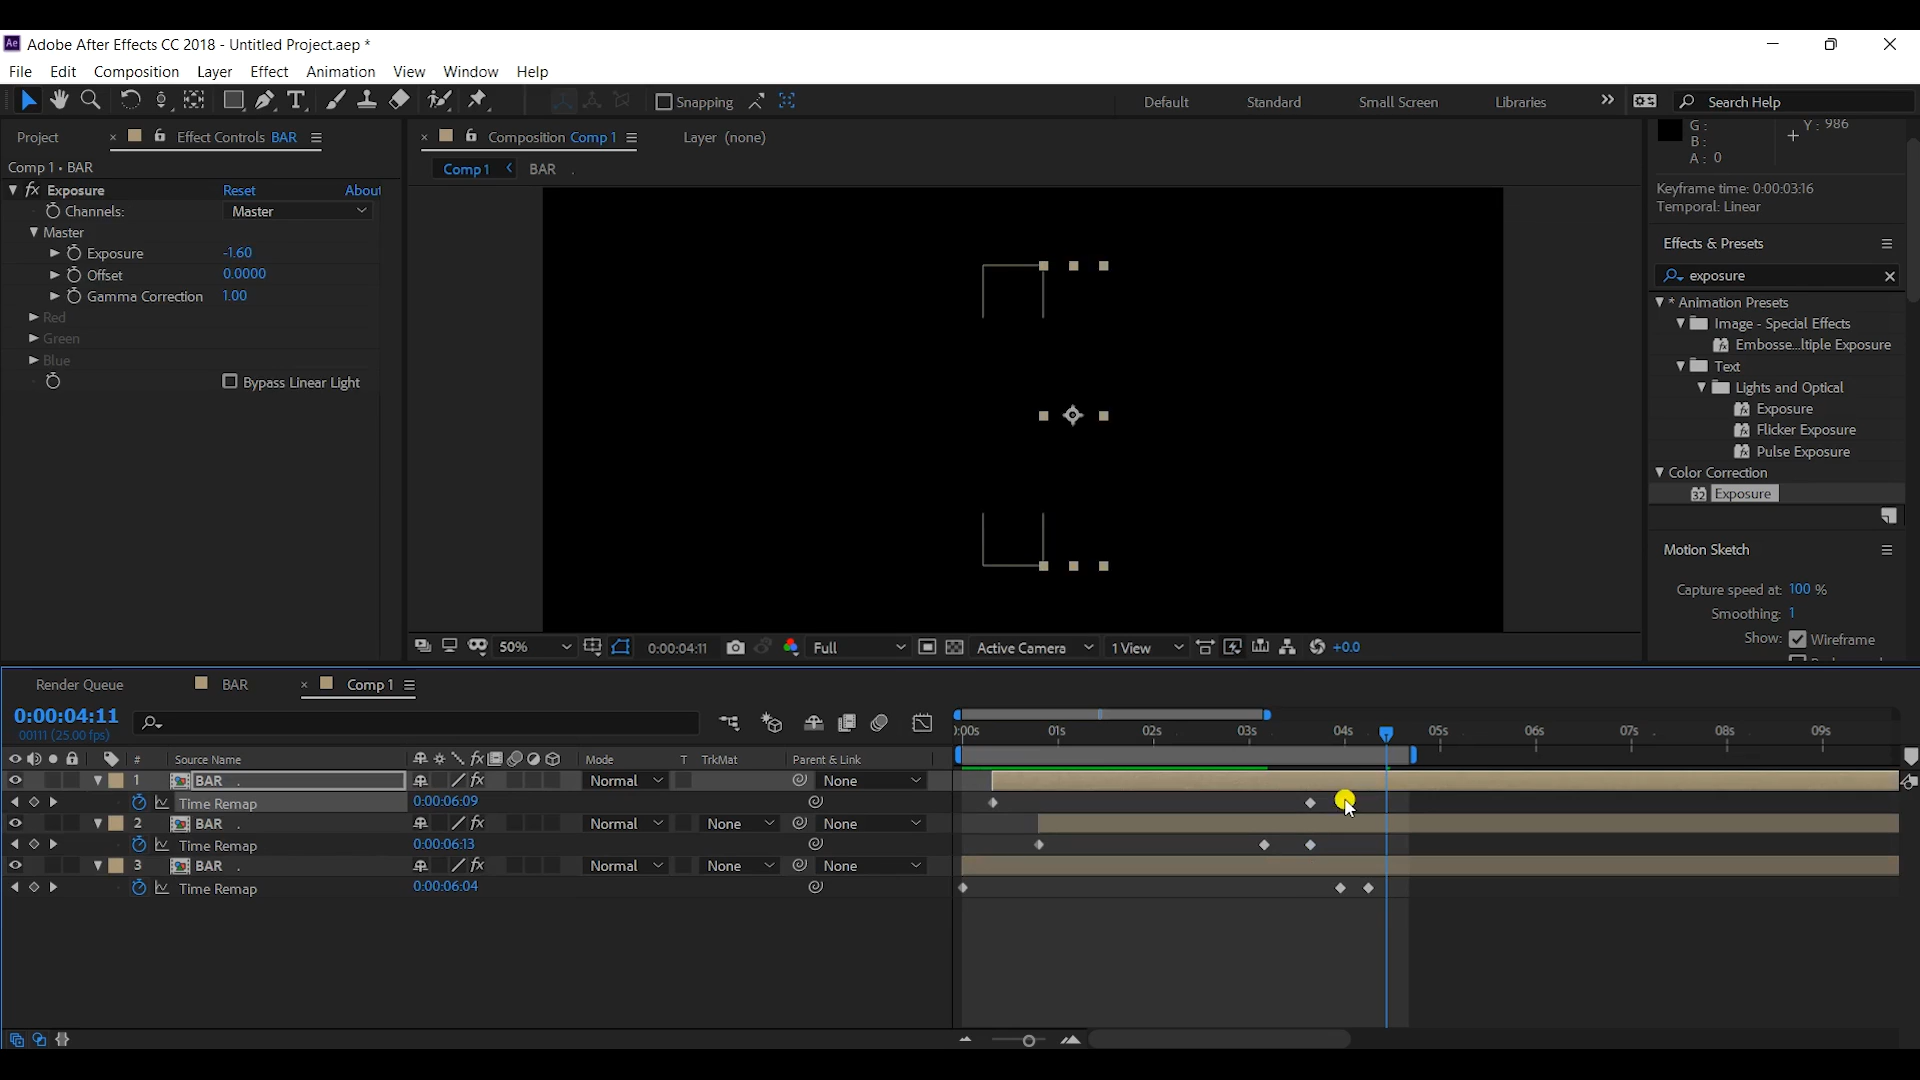 Ae Adobe After Effects CC 2018 - Untitled Project.aep *
File Edit Composition Layer Effect Animation View Window Help
T Snapping Default Standard Small Screen Libraries Search Help
Project × Effect Controls BAR × Composition Comp 1 Layer (none)
G: Y : 986
B:
A : 0
Comp 1 • BAR
Comp 1 BAR .
fx Exposure Reset About
Channels: Master
Master
Exposure -1.60
Offset 0.0000
Gamma Correction 1.00
Red
Green
Blue
Bypass Linear Light
Keyframe time: 0:00:03:16
Temporal: Linear
Effects & Presets
exposure
* Animation Presets
Image - Special Effects
Embosse...ltiple Exposure
Text
Lights and Optical
Exposure
Flicker Exposure
Pulse Exposure
Color Correction
32 Exposure
Motion Sketch
Capture speed at: 100 %
Smoothing: 1
Show: Wireframe
50% 0:00:04:11 Full Active Camera 1 View +0.0
Render Queue BAR × Comp 1
0:00:04:11
00111 (25.00 fps)
:00s 01s 02s 03s 04s 05s 06s 07s 08s 09s
# Source Name fx Mode T TrkMat Parent & Link
1 BAR . fx Normal None
Time Remap 0:00:06:09
2 BAR . fx Normal None None
Time Remap 0:00:06:13
3 BAR . fx Normal None None
Time Remap 0:00:06:04